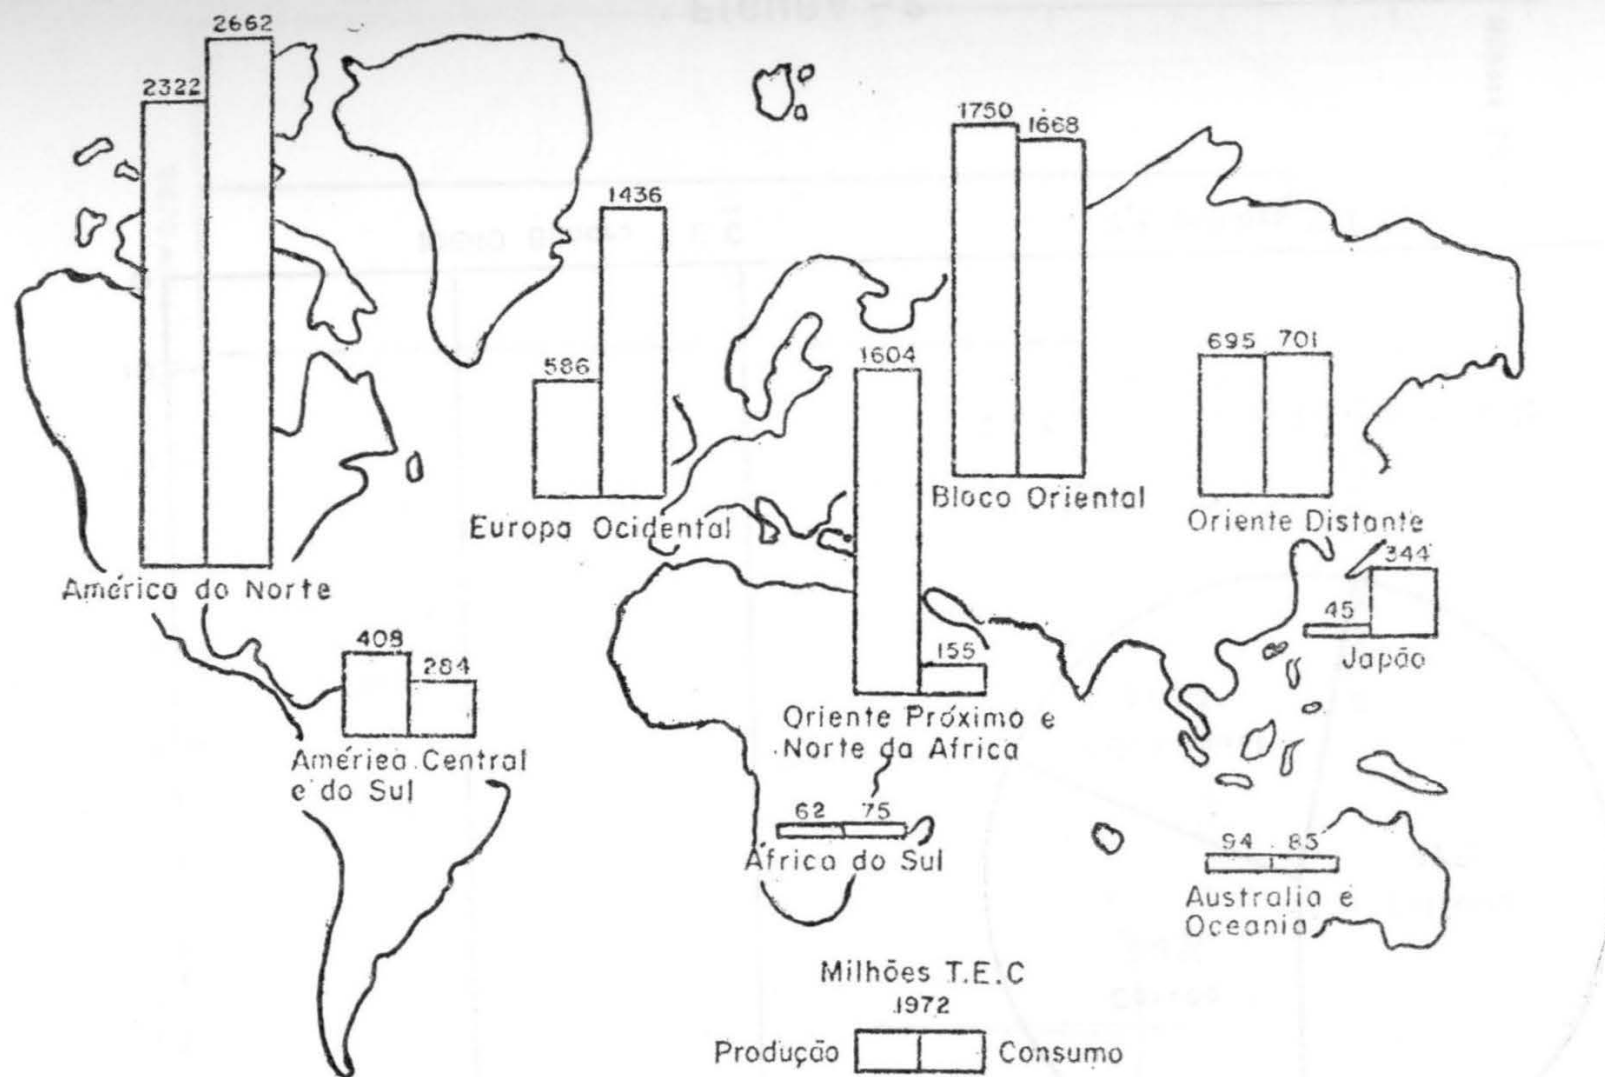 2322 2662
América do Norte
586 1436
Europa Ocidental
1750 1668
Bloco Oriental
695 701
Oriente Distante
45 344
Japão
408 284
Amériea Central
e do Sul
1604 155
Oriente Próximo e
Norte da Africa
62 75
África do Sul
94 85
Australia e
Oceania
Milhões T.E.C
1972
Produção Consumo